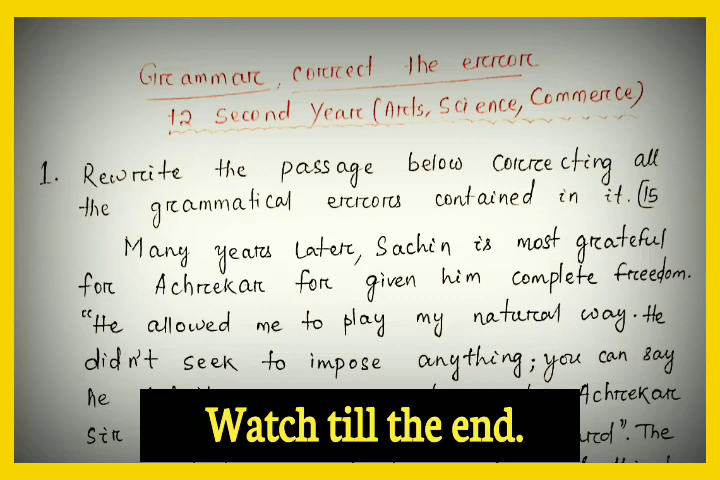 Grammar, correct the error
+2 Second Year (Arts, Science, Commerce)
1. Rewrite the passage below correcting all
the grammatical errors contained in it. (15
Many years later, Sachin is most grateful
for Achrekar for given him complete freedom.
"He allowed me to play my natural way. He
didn't seek to impose anything; you can say
he Achrekar
Sir ". The
Watch till the end.